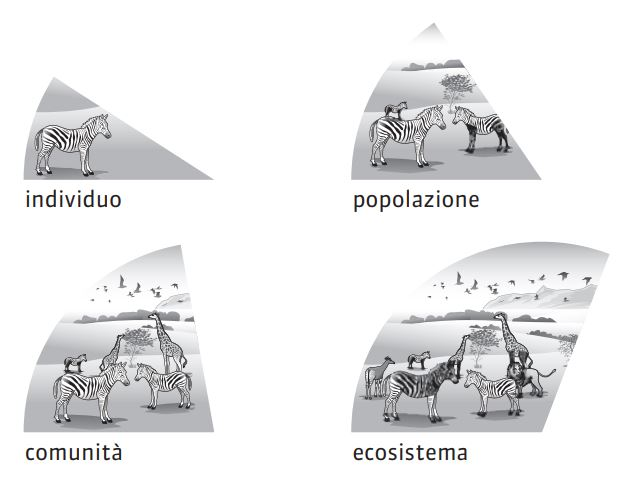 individuo
popolazione
comunità
ecosistema